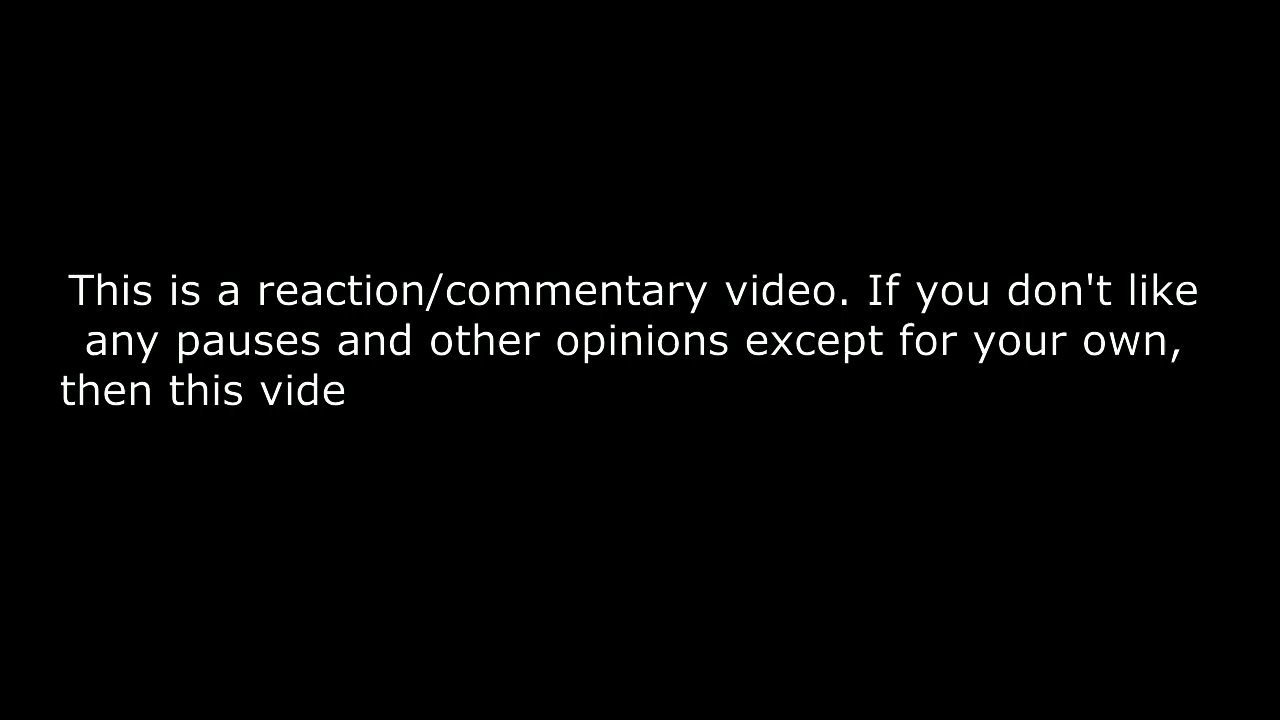 This is a reaction/commentary video. If you don't like
any pauses and other opinions except for your own,
then this vide